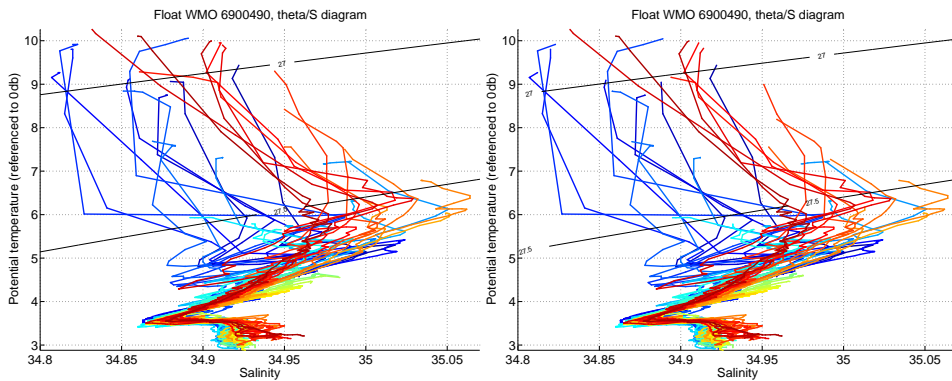 Float WMO 6900490, theta/S diagram
Potential temperature (referenced to 0db)
10
9
8
7
6
5
4
3
34.8 34.85 34.9 34.95 35 35.05
Salinity
27
27.5
Float WMO 6900490, theta/S diagram
Potential temperature (referenced to 0db)
10
9
8
7
6
5
4
3
34.8 34.85 34.9 34.95 35 35.05
Salinity
27
27
27.5
27.5